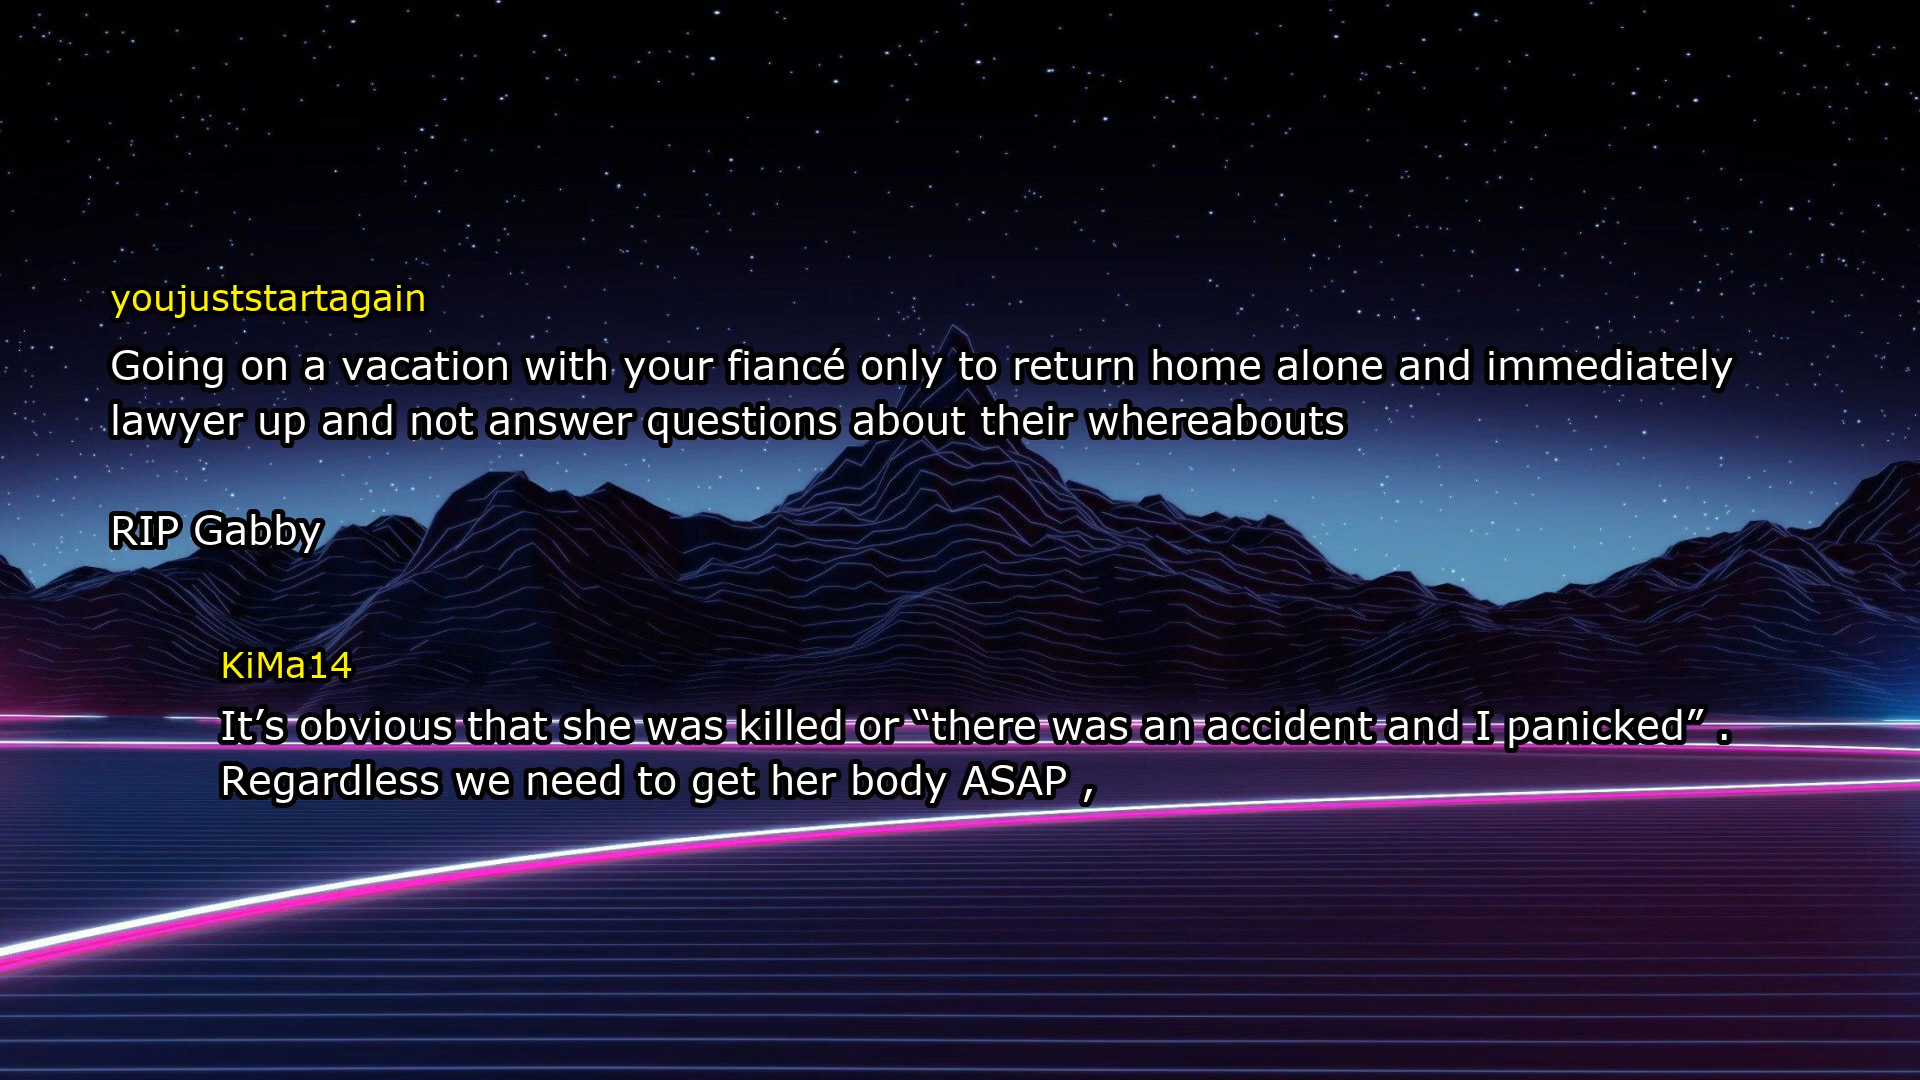 youjuststartagain
Going on a vacation with your fiancé only to return home alone and immediately
lawyer up and not answer questions about their whereabouts
RIP Gabby
KiMa14
It’s obvious that she was killed or “there was an accident and I panicked” .
Regardless we need to get her body ASAP ,